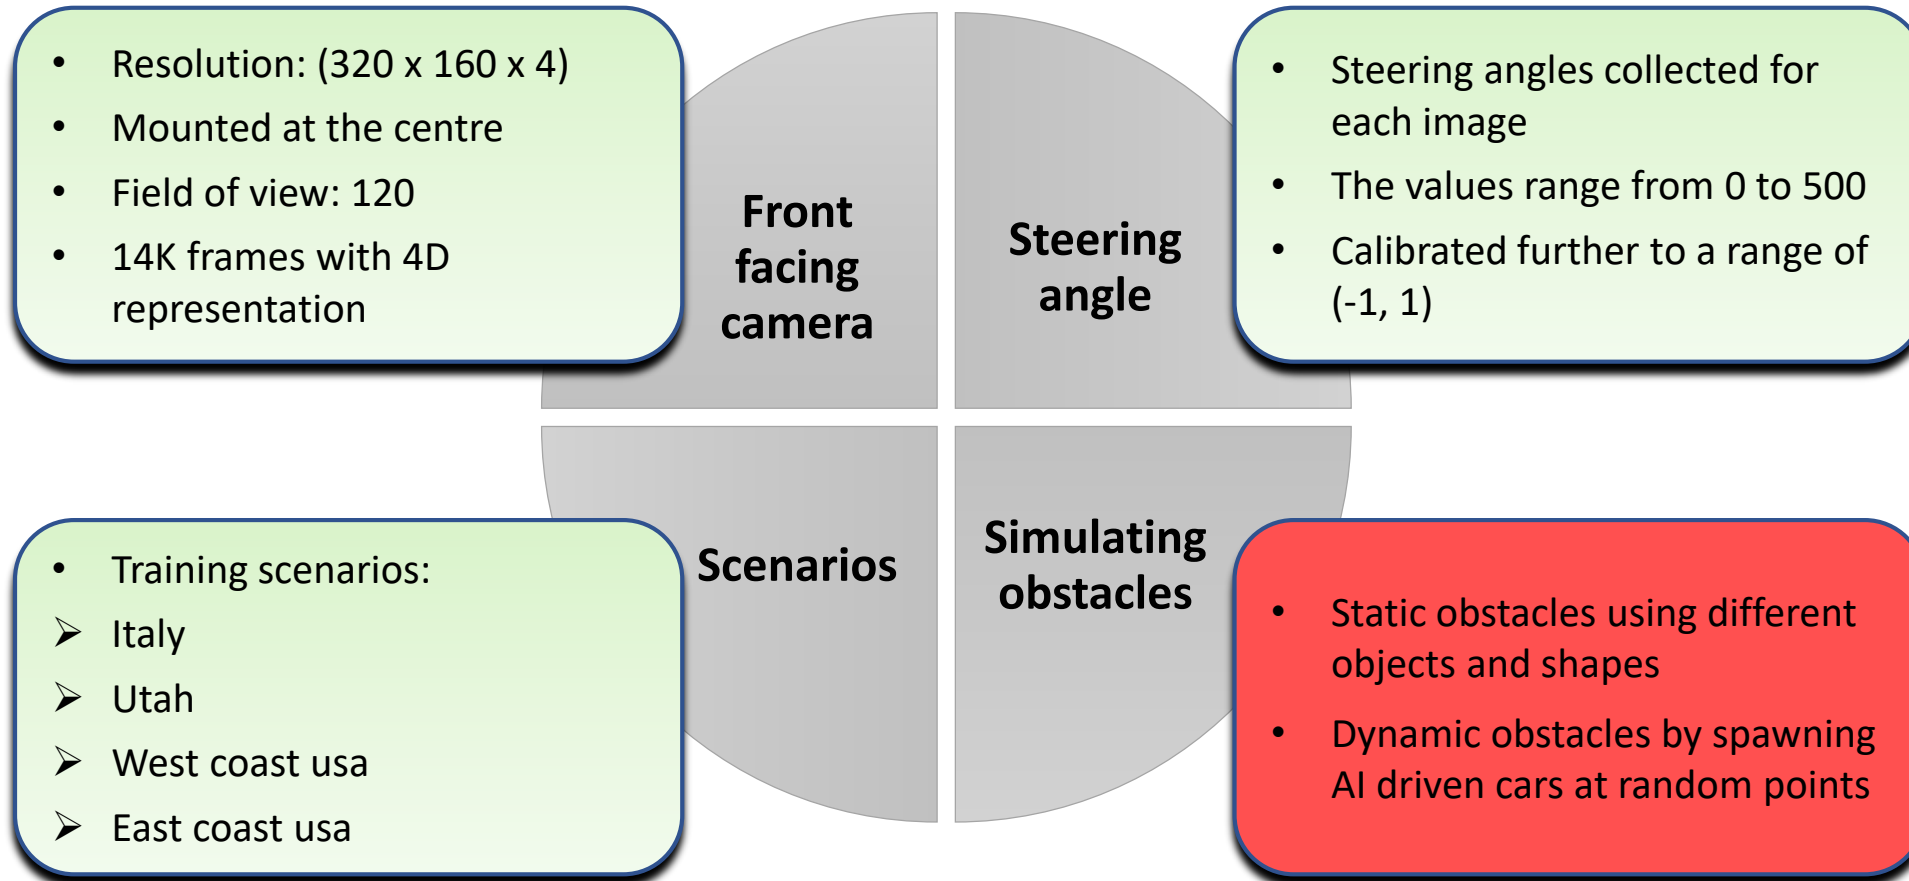 • Resolution: (320 x 160 x 4)
• Mounted at the centre
• Field of view: 120
• 14K frames with 4D
representation
Front
facing
camera
Steering
angle
• Steering angles collected for
each image
• The values range from 0 to 500
• Calibrated further to a range of
(-1, 1)
• Training scenarios:
➢ Italy
➢ Utah
➢ West coast usa
➢ East coast usa
Scenarios
Simulating
obstacles
• Static obstacles using different
objects and shapes
• Dynamic obstacles by spawning
AI driven cars at random points